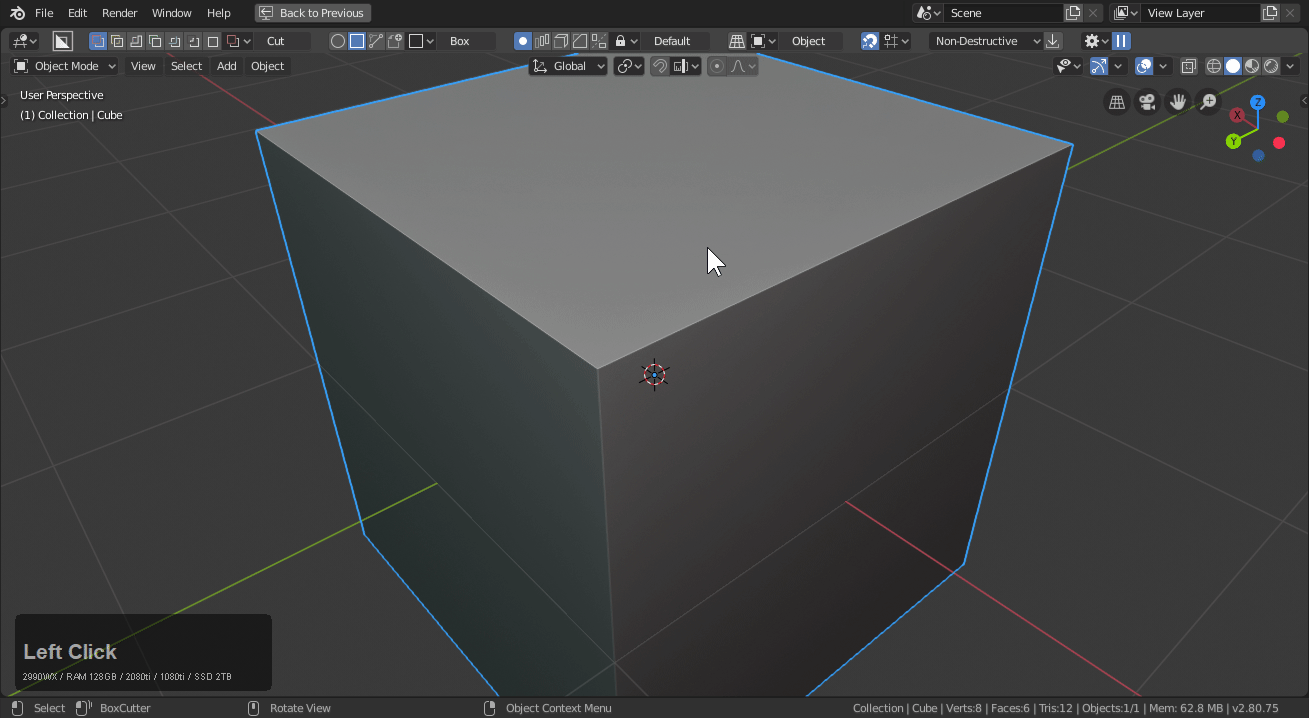 File Edit Render Window Help Back to Previous Scene View Layer
Cut Box Default Object Non-Destructive
Object Mode View Select Add Object Global
User Perspective
(1) Collection | Cube
Z
X
Y
Left Click
2990WX / RAM 128GB / 2080ti / 1080ti / SSD 2TB
Select BoxCutter Rotate View Object Context Menu Collection | Cube | Verts:8 | Faces:6 | Tris:12 | Objects:1/1 | Mem: 62.8 MB | v2.80.75